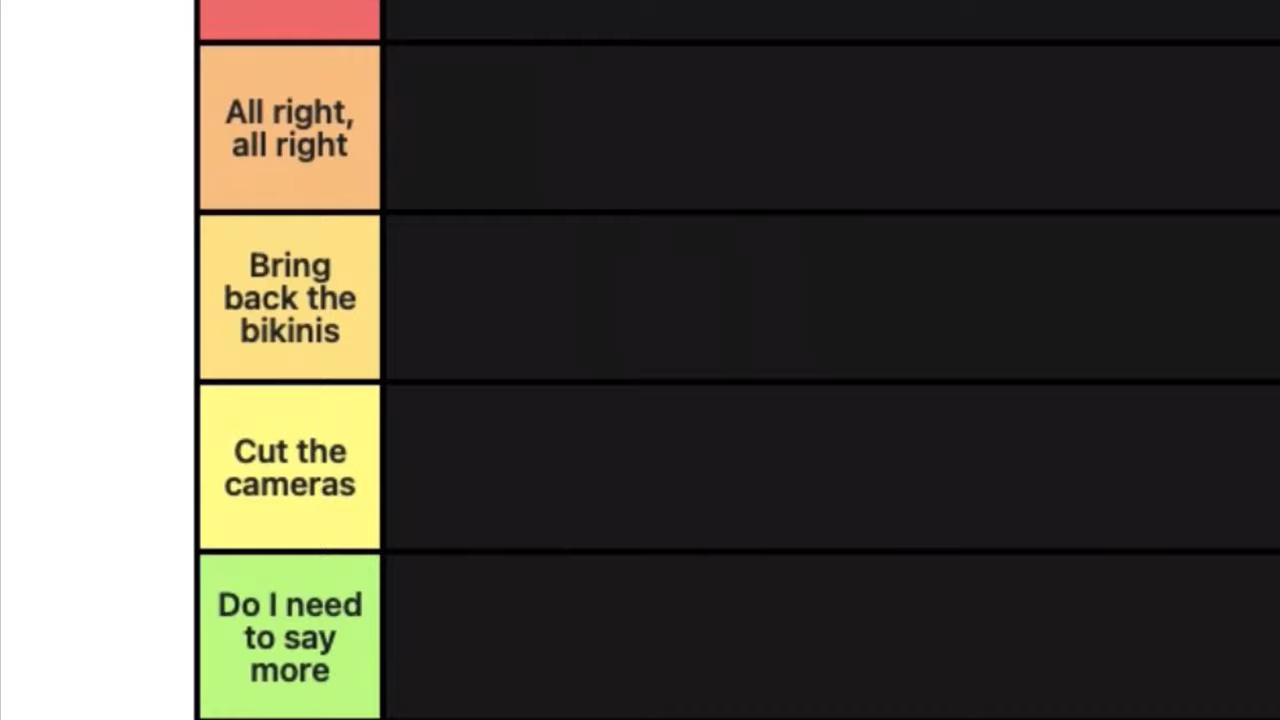 All right,
all right
Bring
back the
bikinis
Cut the
cameras
Do I need
to say
more